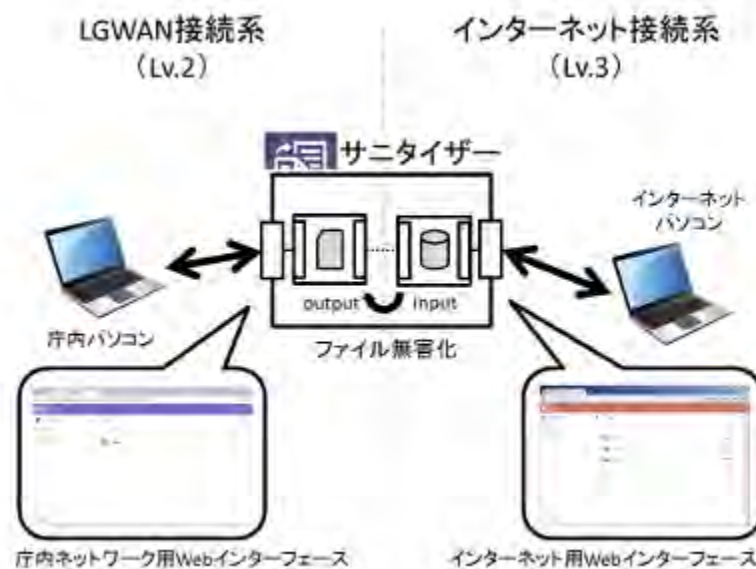 LGWAN接続系
（Lv.2）
インターネット接続系
（Lv.3）
サニタイザー
インターネット
パソコン
output
input
庁内パソコン
ファイル無害化
庁内ネットワーク用Webインターフェース
インターネット用Webインターフェース